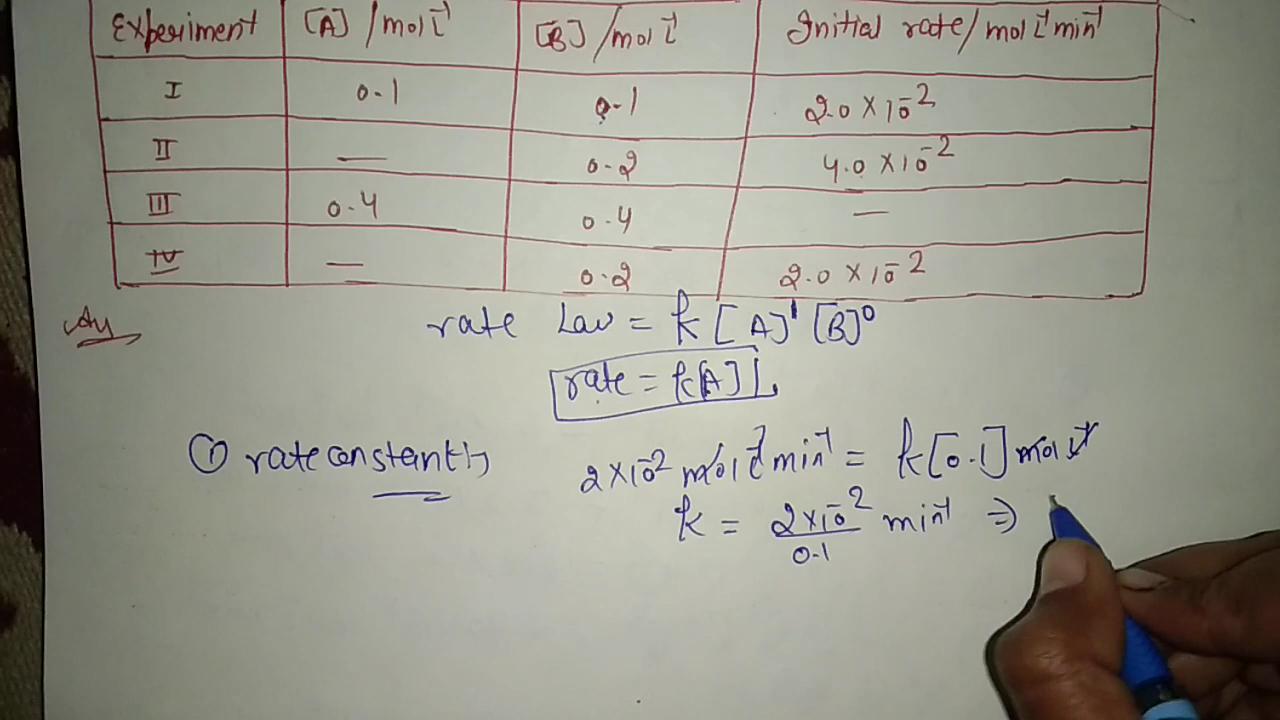 Experiment [A] /mol L⁻¹ [B] /mol L⁻¹ Initial rate/mol L⁻¹ min⁻¹
I 0.1 0.1 2.0 × 10⁻²
II — 0.2 4.0 × 10⁻²
III 0.4 0.4 —
IV — 0.2 2.0 × 10⁻²
rate Law = k [A]¹ [B]⁰
rate = k[A]
① rate constant
2×10⁻² mol L⁻¹ min⁻¹ = k [0.1] mol L⁻¹
k = 2×10⁻² / 0.1 min⁻¹ ⇒